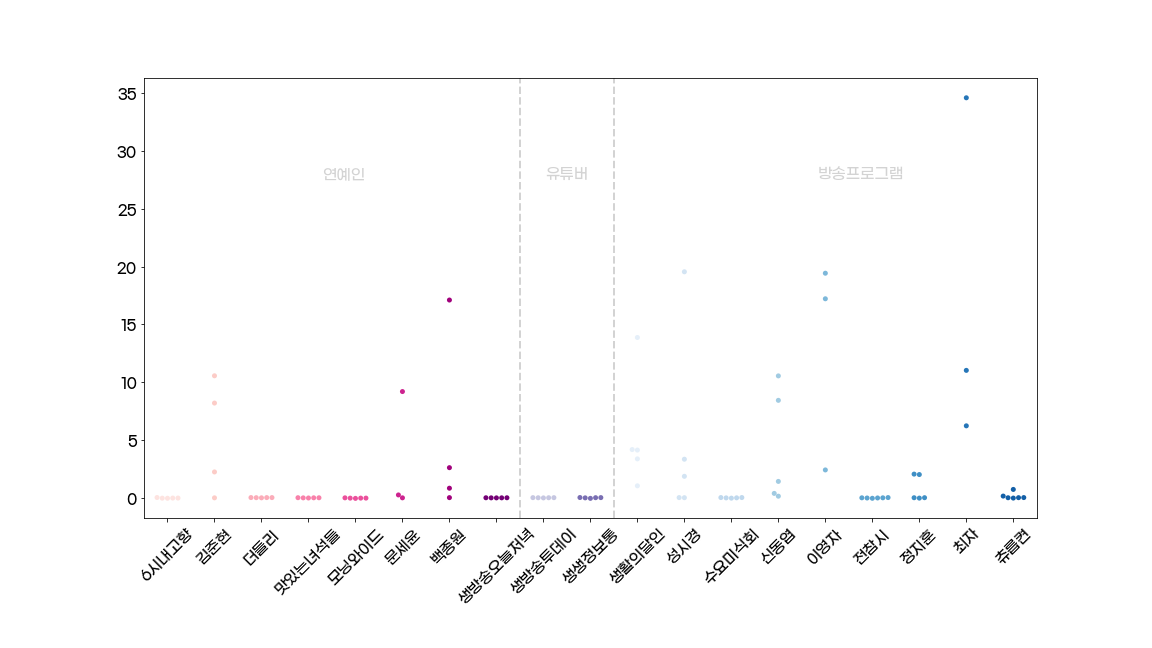 35
30
25
20
15
10
5
0
연예인
유튜버
방송프로그램
6시내고향
김준현
더들리
맛있는녀석들
모닝와이드
문세윤
백종원
생방송오늘저녁
생방송투데이
생생정보통
생활의달인
성시경
수요미식회
신동엽
이영자
전참시
정지훈
최자
츄릅켠